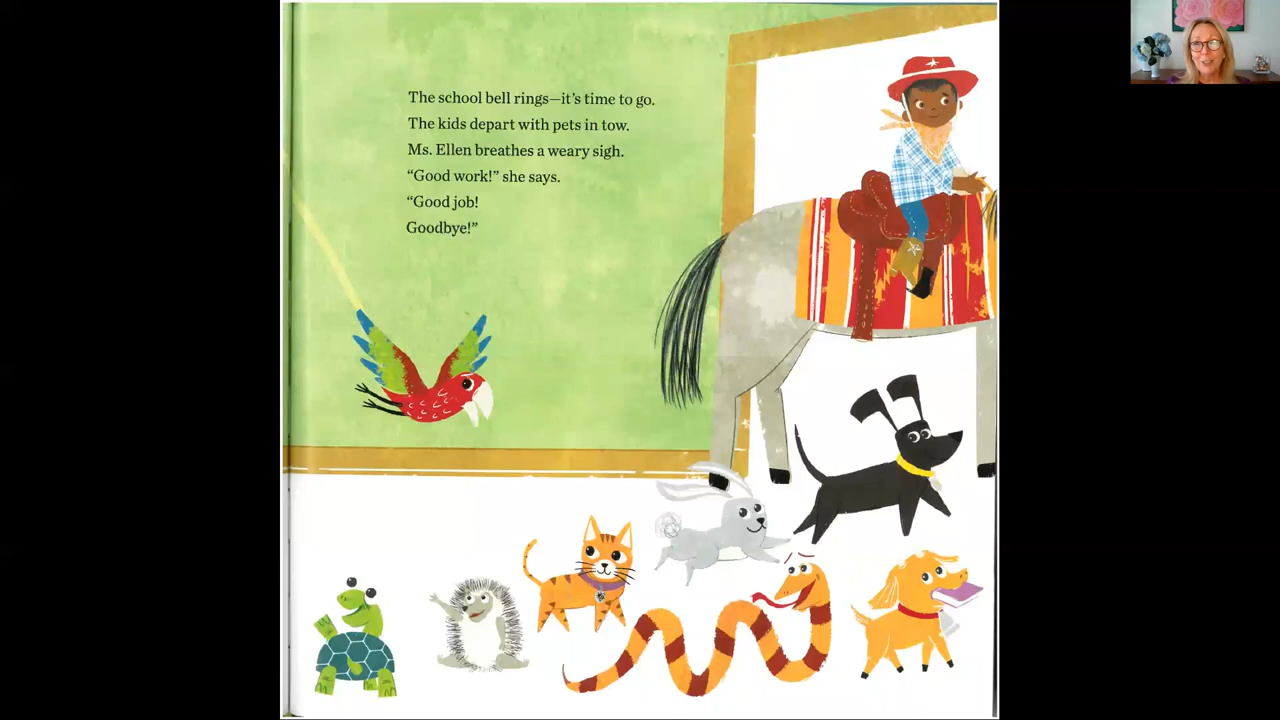 The school bell rings—it’s time to go.
The kids depart with pets in tow.
Ms. Ellen breathes a weary sigh.
“Good work!” she says.
“Good job!
Goodbye!”